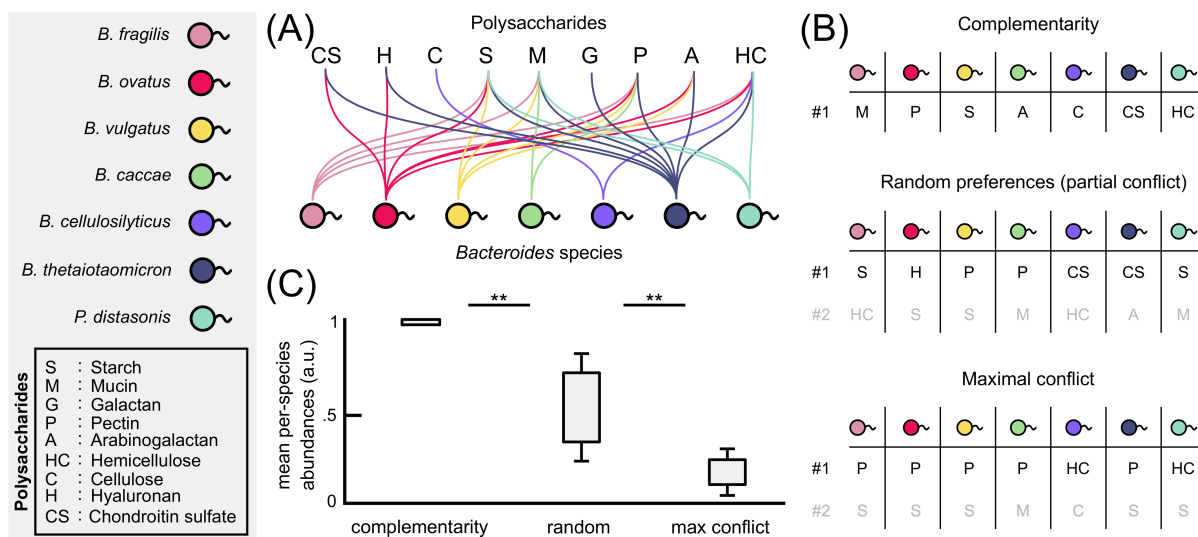 B. fragilis
B. ovatus
B. vulgatus
B. caccae
B. cellulosilyticus
B. thetaiotaomicron
P. distasonis
Polysaccharides
S : Starch
M : Mucin
G : Galactan
P : Pectin
A : Arabinogalactan
HC : Hemicellulose
C : Cellulose
H : Hyaluronan
CS : Chondroitin sulfate
(A)
Polysaccharides
CS H C S M G P A HC
Bacteroides species
(B)
Complementarity
#1 M P S A C CS HC
Random preferences (partial conflict)
#1 S H P P CS CS S
#2 HC S S M HC A M
Maximal conflict
#1 P P P P HC P HC
#2 S S S M C S S
(C)
mean per-species
abundances (a.u.)
1
.5
0
** **
complementarity random max conflict